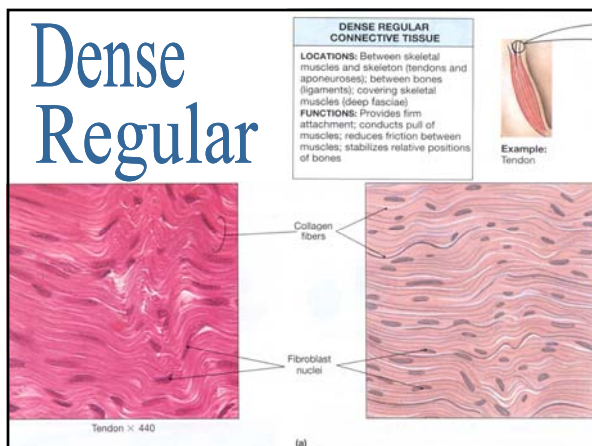 Dense
Regular
DENSE REGULAR
CONNECTIVE TISSUE
LOCATIONS: Between skeletal
muscles and skeleton (tendons and
aponeuroses); between bones
(ligaments); covering skeletal
muscles (deep fasciae)
FUNCTIONS: Provides firm
attachment; conducts pull of
muscles; reduces friction between
muscles; stabilizes relative positions
of bones
Example:
Tendon
Collagen
fibers
Fibroblast
nuclei
Tendon × 440
(a)